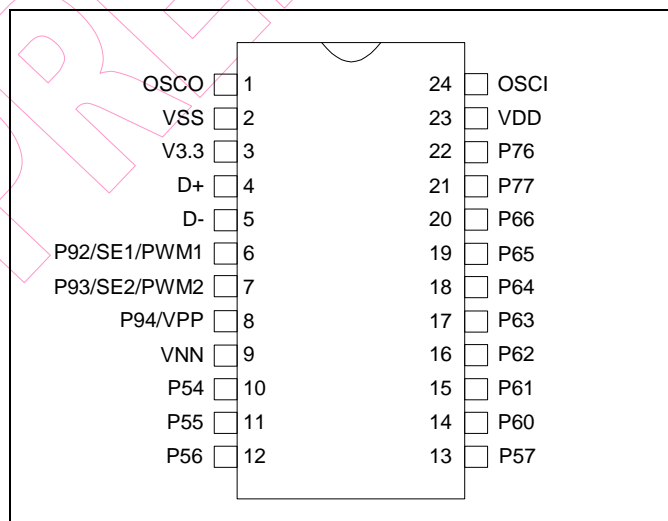 OSCO 1 24 OSCI
VSS 2 23 VDD
V3.3 3 22 P76
D+ 4 21 P77
D- 5 20 P66
P92/SE1/PWM1 6 19 P65
P93/SE2/PWM2 7 18 P64
P94/VPP 8 17 P63
VNN 9 16 P62
P54 10 15 P61
P55 11 14 P60
P56 12 13 P57